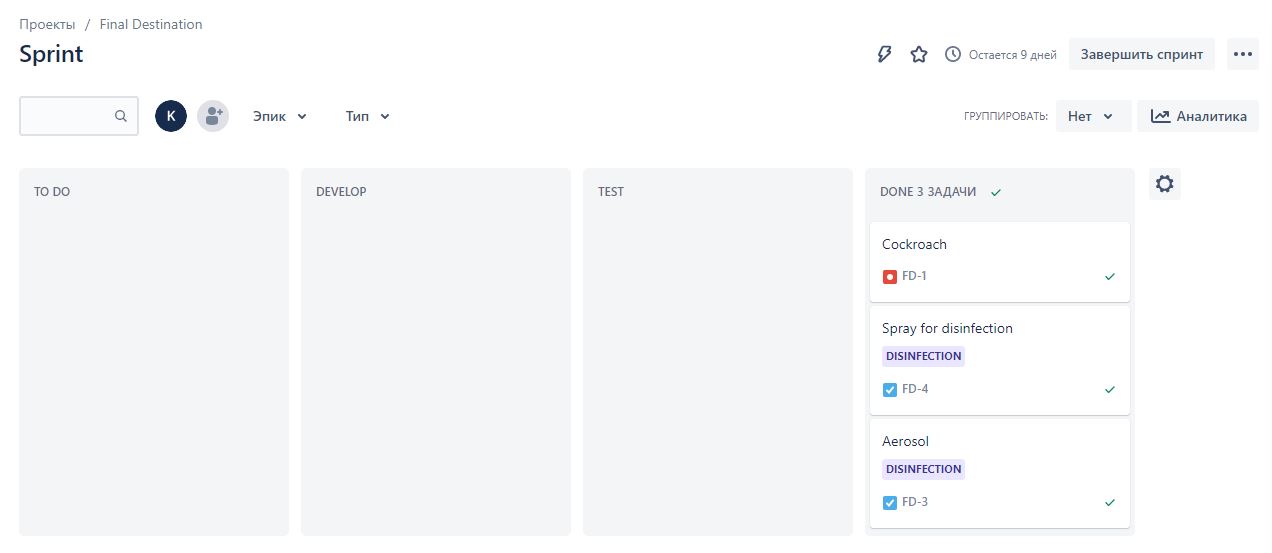 Проекты / Final Destination
Sprint
Остается 9 дней
Завершить спринт
K
Эпик
Тип
ГРУППИРОВАТЬ:
Нет
Аналитика
TO DO
DEVELOP
TEST
DONE 3 ЗАДАЧИ
Cockroach
FD-1
Spray for disinfection
DISINFECTION
FD-4
Aerosol
DISINFECTION
FD-3